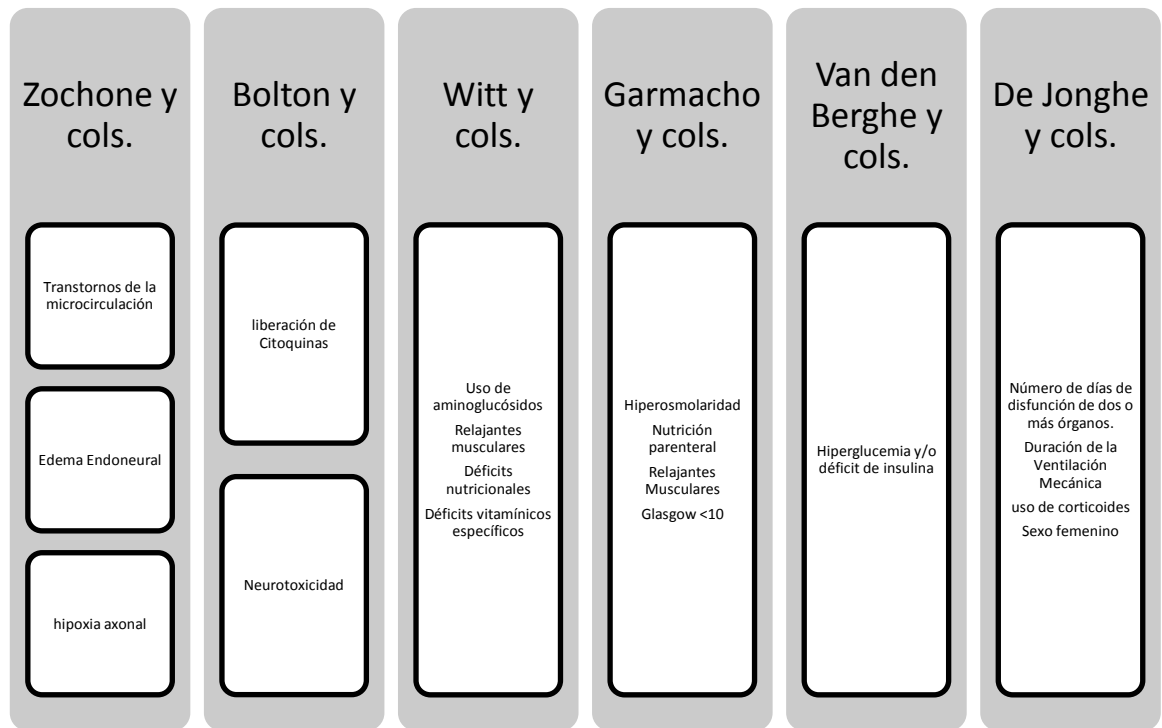 Zochone y
cols.
Transtornos de la
microcirculación
Edema Endoneural
hipoxia axonal
Bolton y
cols.
liberación de
Citoquinas
Neurotoxicidad
Witt y
cols.
Uso de
aminoglucósidos
Relajantes
musculares
Déficits
nutricionales
Déficits vitamínicos
específicos
Garmacho
y cols.
Hiperosmolaridad
Nutrición
parenteral
Relajantes
Musculares
Glasgow <10
Van den
Berghe y
cols.
Hiperglucemia y/o
déficit de insulina
De Jonghe
y cols.
Número de días de
disfunción de dos o
más órganos.
Duración de la
Ventilación
Mecánica
uso de corticoides
Sexo femenino